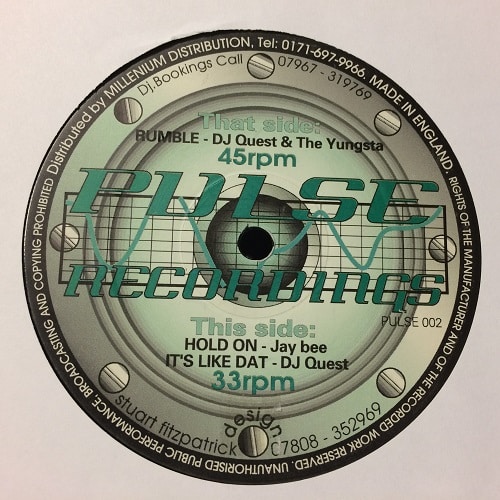 Distributed by MILLENIUM DISTRIBUTION, Tel: 0171-697-9966. MADE IN ENGLAND. RIGHTS OF THE MANUFACTURER AND OF THE RECORDED WORK RESERVED. UNAUTHORISED PUBLIC PERFORMANCE, BROADCASTING AND COPYING PROHIBITED
Dj.Bookings Call 07967 - 319769
That side:
RUMBLE - DJ Quest & The Yungsta
45rpm
PULSE
RECORDINGS
PULSE 002
This side:
HOLD ON - Jay bee
IT'S LIKE DAT - DJ Quest
33rpm
stuart fitzpatrick design 07808 - 352969